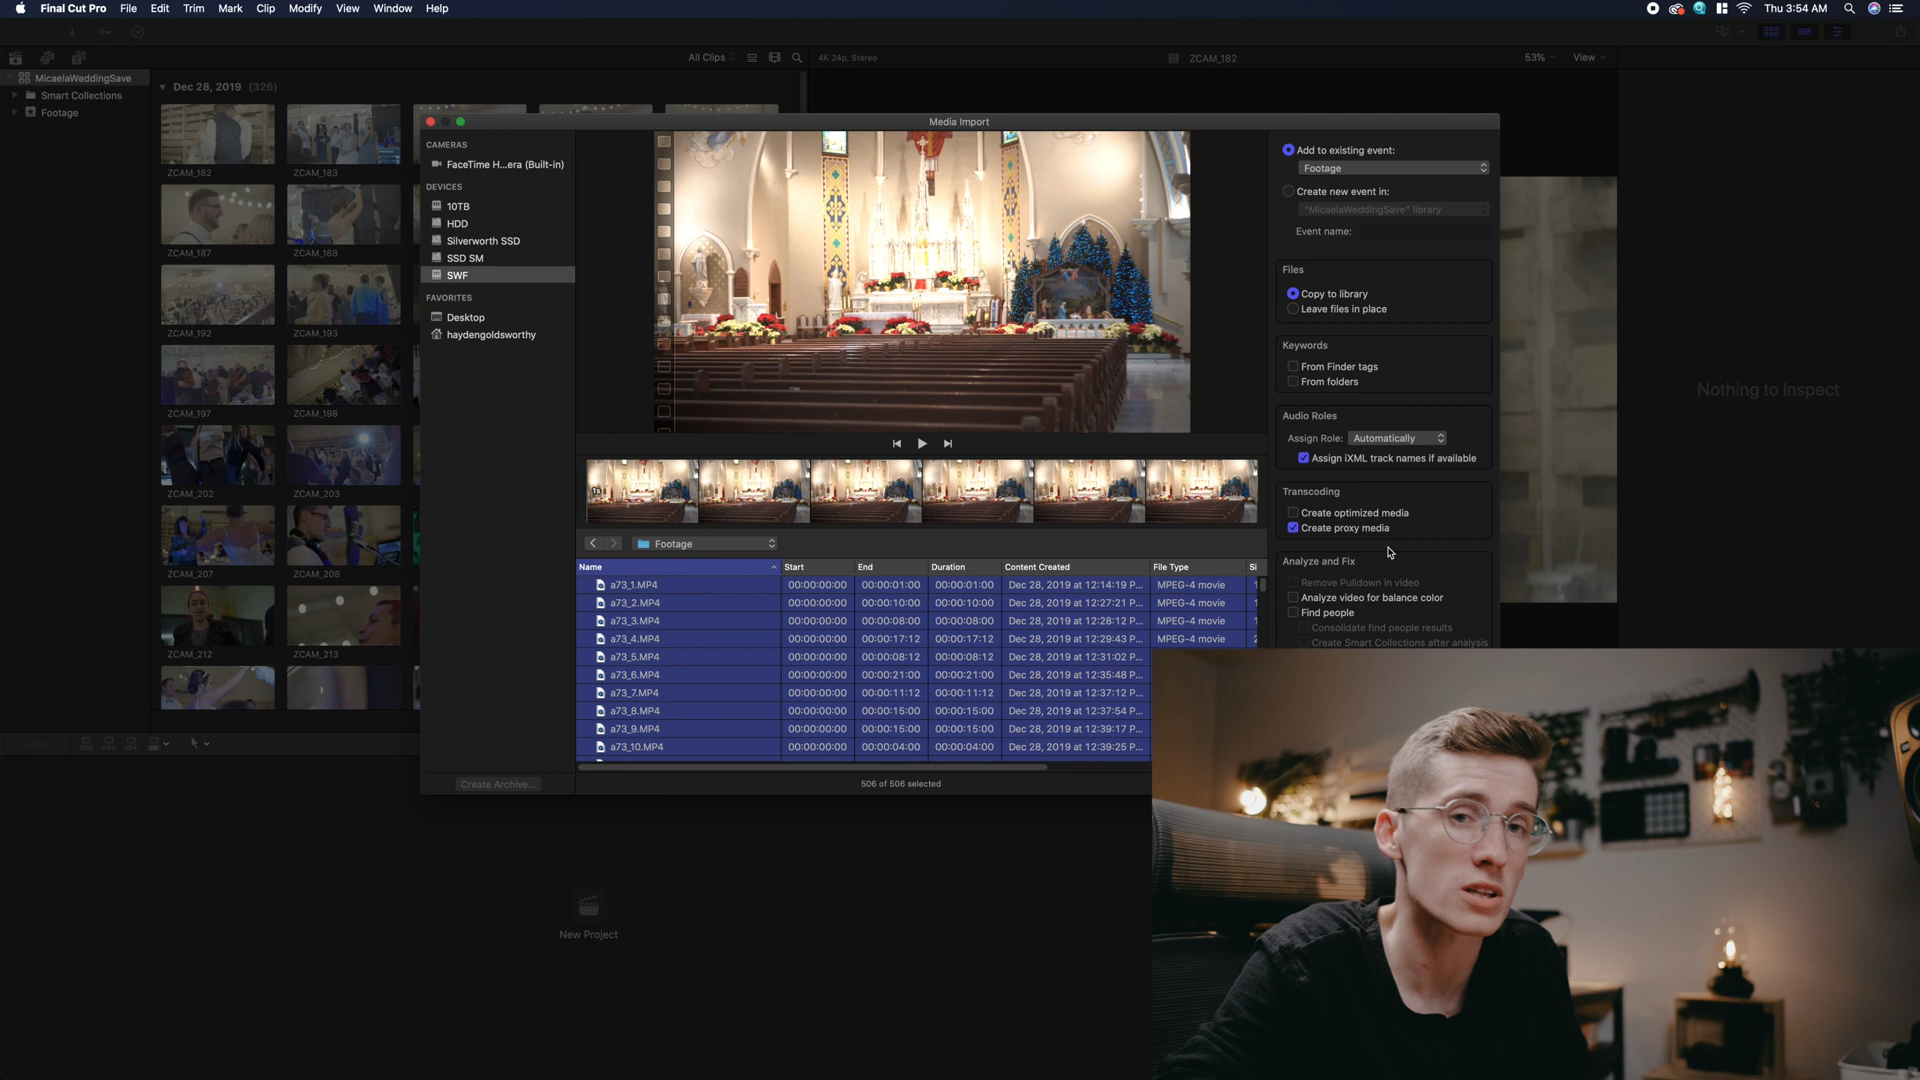 Final Cut Pro File Edit Trim Mark Clip Modify View Window Help
Thu 3:54 AM
All Clips
4K 24p, Stereo
ZCAM_182
53%
View
MicaelaWeddingSave
Smart Collections
Footage
Dec 28, 2019 (326)
ZCAM_182
ZCAM_183
ZCAM_187
ZCAM_188
ZCAM_192
ZCAM_193
ZCAM_197
ZCAM_198
ZCAM_202
ZCAM_203
ZCAM_207
ZCAM_208
ZCAM_212
ZCAM_213
Media Import
CAMERAS
FaceTime H...era (Built-in)
DEVICES
10TB
HDD
Silverworth SSD
SSD SM
SWF
FAVORITES
Desktop
haydengoldsworthy
Create Archive...
1s
Footage
Name Start End Duration Content Created File Type Si
a73_1.MP4 00:00:00:00 00:00:01:00 00:00:01:00 Dec 28, 2019 at 12:14:19 P... MPEG-4 movie 1
a73_2.MP4 00:00:00:00 00:00:10:00 00:00:10:00 Dec 28, 2019 at 12:27:21 P... MPEG-4 movie 1
a73_3.MP4 00:00:00:00 00:00:08:00 00:00:08:00 Dec 28, 2019 at 12:28:12 P... MPEG-4 movie 1
a73_4.MP4 00:00:00:00 00:00:17:12 00:00:17:12 Dec 28, 2019 at 12:29:43 P... MPEG-4 movie 2
a73_5.MP4 00:00:00:00 00:00:08:12 00:00:08:12 Dec 28, 2019 at 12:31:02 P...
a73_6.MP4 00:00:00:00 00:00:21:00 00:00:21:00 Dec 28, 2019 at 12:35:48 P...
a73_7.MP4 00:00:00:00 00:00:11:12 00:00:11:12 Dec 28, 2019 at 12:37:12 P...
a73_8.MP4 00:00:00:00 00:00:15:00 00:00:15:00 Dec 28, 2019 at 12:37:54 P...
a73_9.MP4 00:00:00:00 00:00:15:00 00:00:15:00 Dec 28, 2019 at 12:39:17 P...
a73_10.MP4 00:00:00:00 00:00:04:00 00:00:04:00 Dec 28, 2019 at 12:39:25 P...
506 of 506 selected
Add to existing event:
Footage
Create new event in:
"MicaelaWeddingSave" library
Event name:
Files
Copy to library
Leave files in place
Keywords
From Finder tags
From folders
Audio Roles
Assign Role: Automatically
Assign iXML track names if available
Transcoding
Create optimized media
Create proxy media
Analyze and Fix
Remove Pulldown in video
Analyze video for balance color
Find people
Consolidate find people results
Create Smart Collections after analysis
Nothing to Inspect
New Project